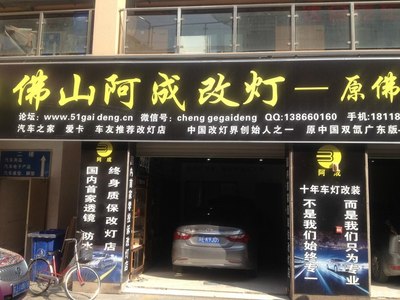 佛山阿成改灯—原佛
论坛:www.51gaideng.cn 微信号:chenggegaideng QQ:138660160 手机:18118
汽车之家 爱卡 车友推荐改灯店 中国改灯界创始人之一 原中国双氙广东版
阿成
终身质保改灯店
国内首家透镜 防水
阿成
十年车灯改装
而是我们只为专
不是我们始终专一